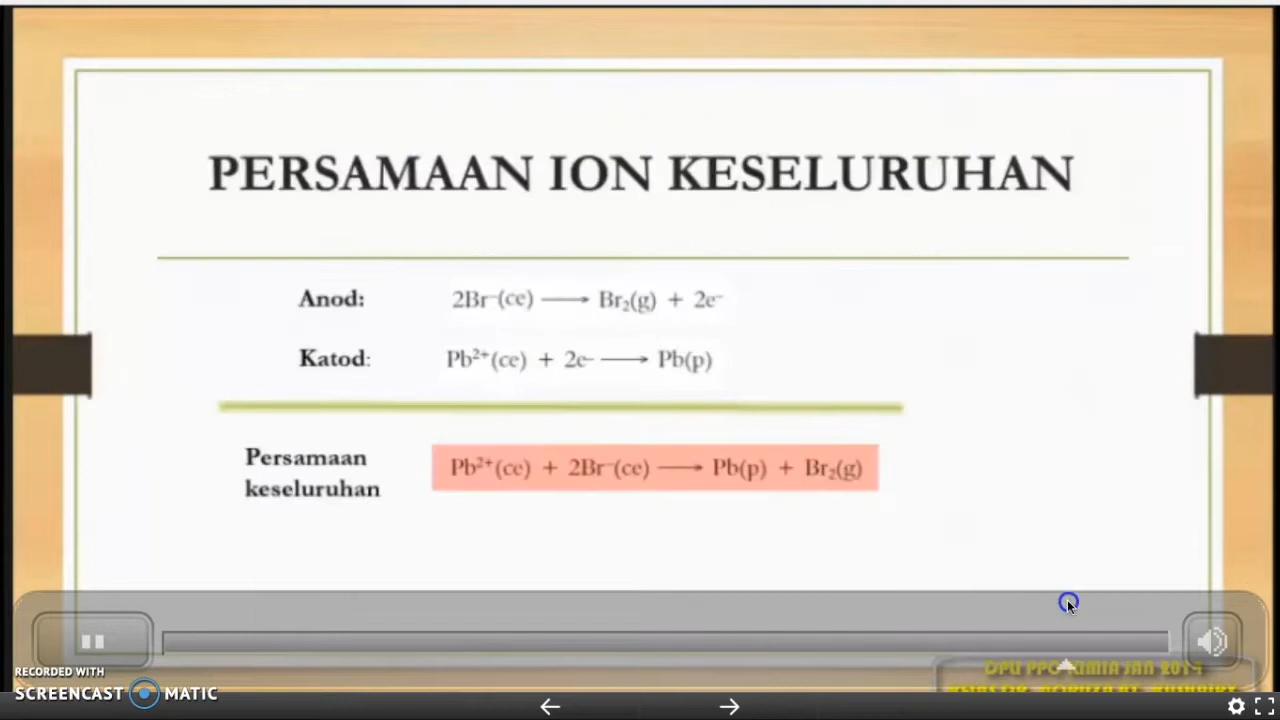 PERSAMAAN ION KESELURUHAN
Anod: 2Br⁻(ce) ⟶ Br₂(g) + 2e⁻
Katod: Pb²⁺(ce) + 2e⁻ ⟶ Pb(p)
Persamaan
keseluruhan
Pb²⁺(ce) + 2Br⁻(ce) ⟶ Pb(p) + Br₂(g)
RECORDED WITH
SCREENCAST MATIC